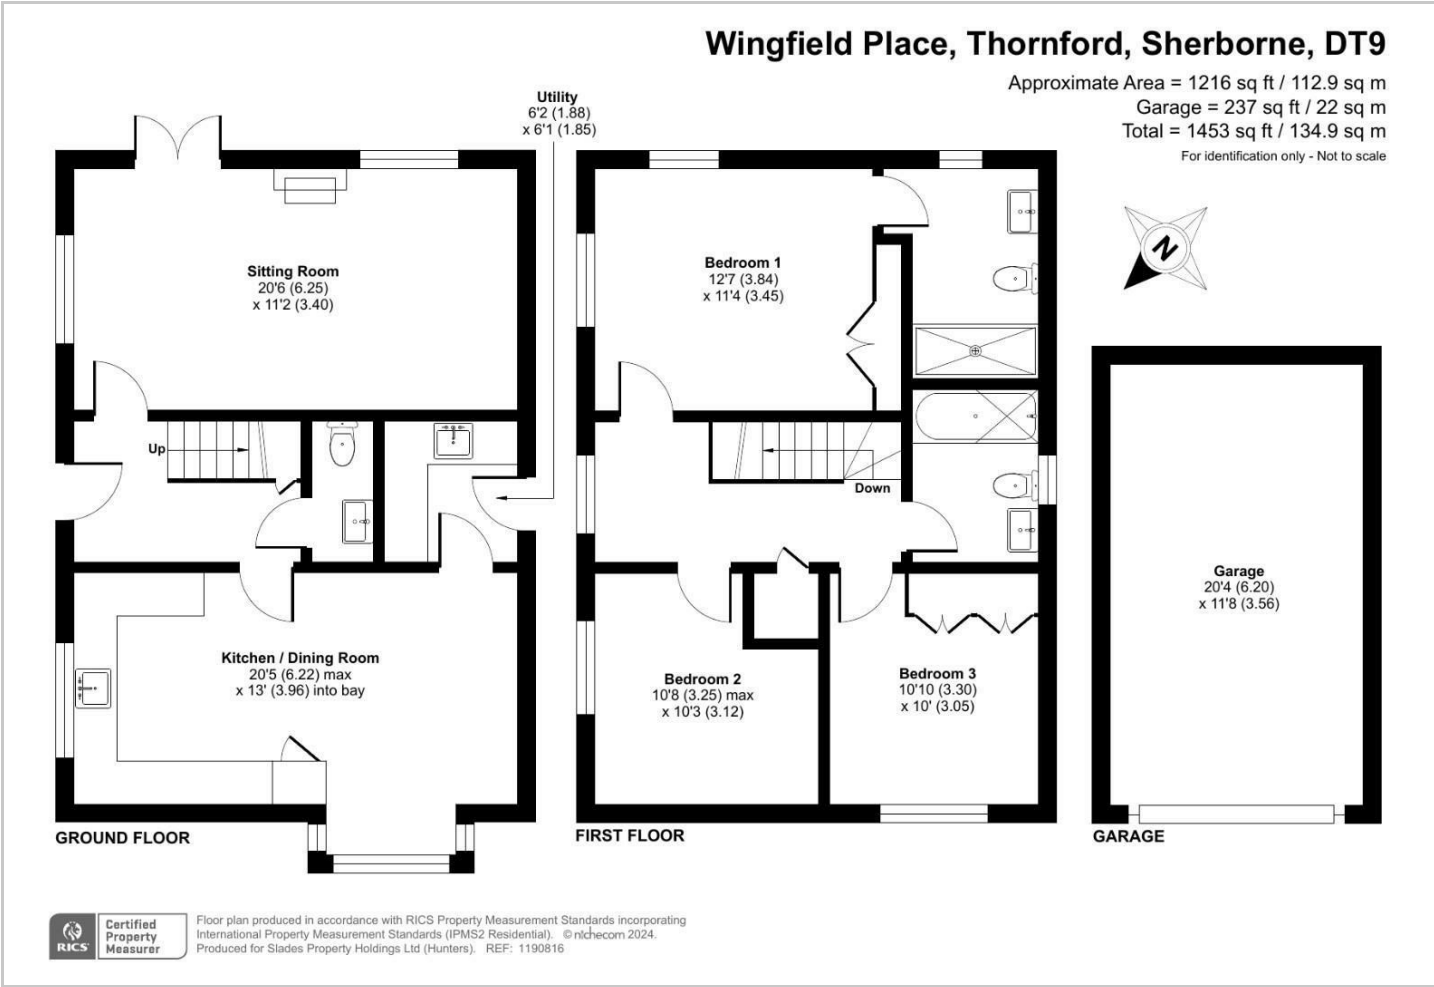 Wingfield Place, Thornford, Sherborne, DT9
Approximate Area = 1216 sq ft / 112.9 sq m
Garage = 237 sq ft / 22 sq m
Total = 1453 sq ft / 134.9 sq m
For identification only - Not to scale
N
Utility
6'2 (1.88)
x 6'1 (1.85)
Sitting Room
20'6 (6.25)
x 11'2 (3.40)
Up
Kitchen / Dining Room
20'5 (6.22) max
x 13' (3.96) into bay
GROUND FLOOR
Bedroom 1
12'7 (3.84)
x 11'4 (3.45)
Down
Bedroom 2
10'8 (3.25) max
x 10'3 (3.12)
Bedroom 3
10'10 (3.30)
x 10' (3.05)
FIRST FLOOR
Garage
20'4 (6.20)
x 11'8 (3.56)
GARAGE
RICS
Certified
Property
Measurer
Floor plan produced in accordance with RICS Property Measurement Standards incorporating
International Property Measurement Standards (IPMS2 Residential). © nichecom 2024.
Produced for Slades Property Holdings Ltd (Hunters). REF: 1190816